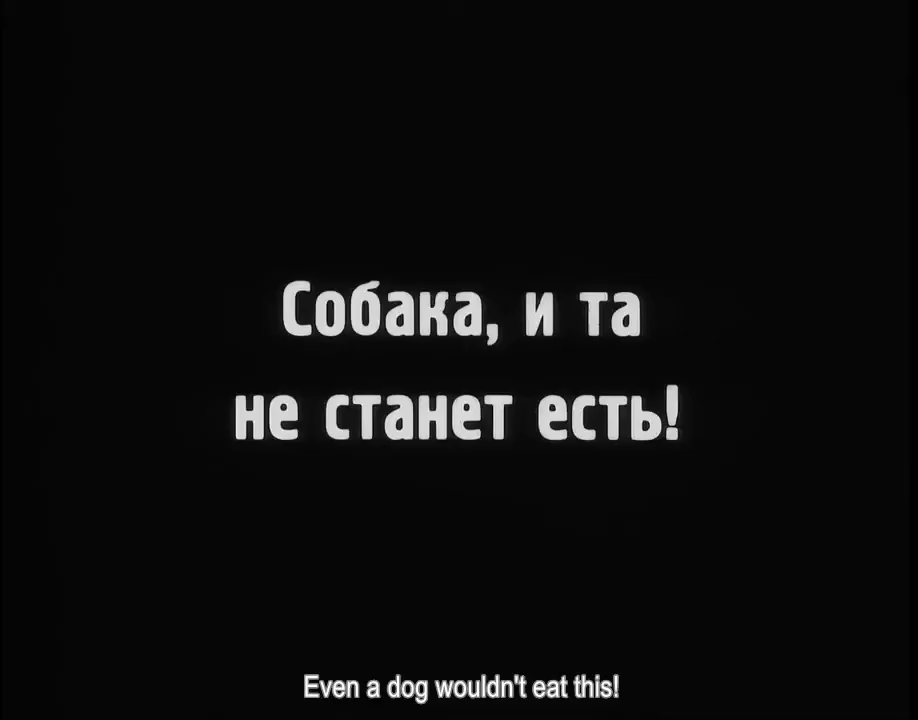 Собака, и та
не станет есть!
Even a dog wouldn't eat this!